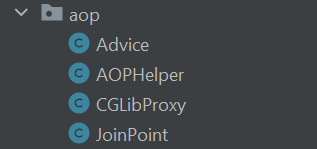 aop
C Advice
C AOPHelper
C CGLibProxy
C JoinPoint